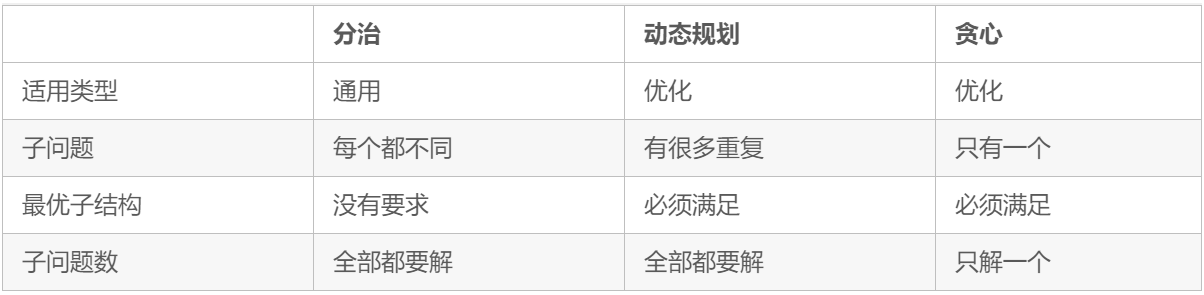 分治 动态规划 贪心
适用类型 通用 优化 优化
子问题 每个都不同 有很多重复 只有一个
最优子结构 没有要求 必须满足 必须满足
子问题数 全部都要解 全部都要解 只解一个